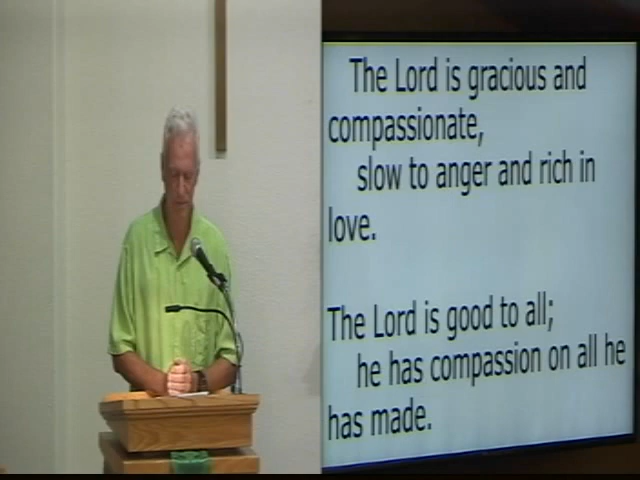 The Lord is gracious and
compassionate,
slow to anger and rich in
love.
The Lord is good to all;
he has compassion on all he
has made.